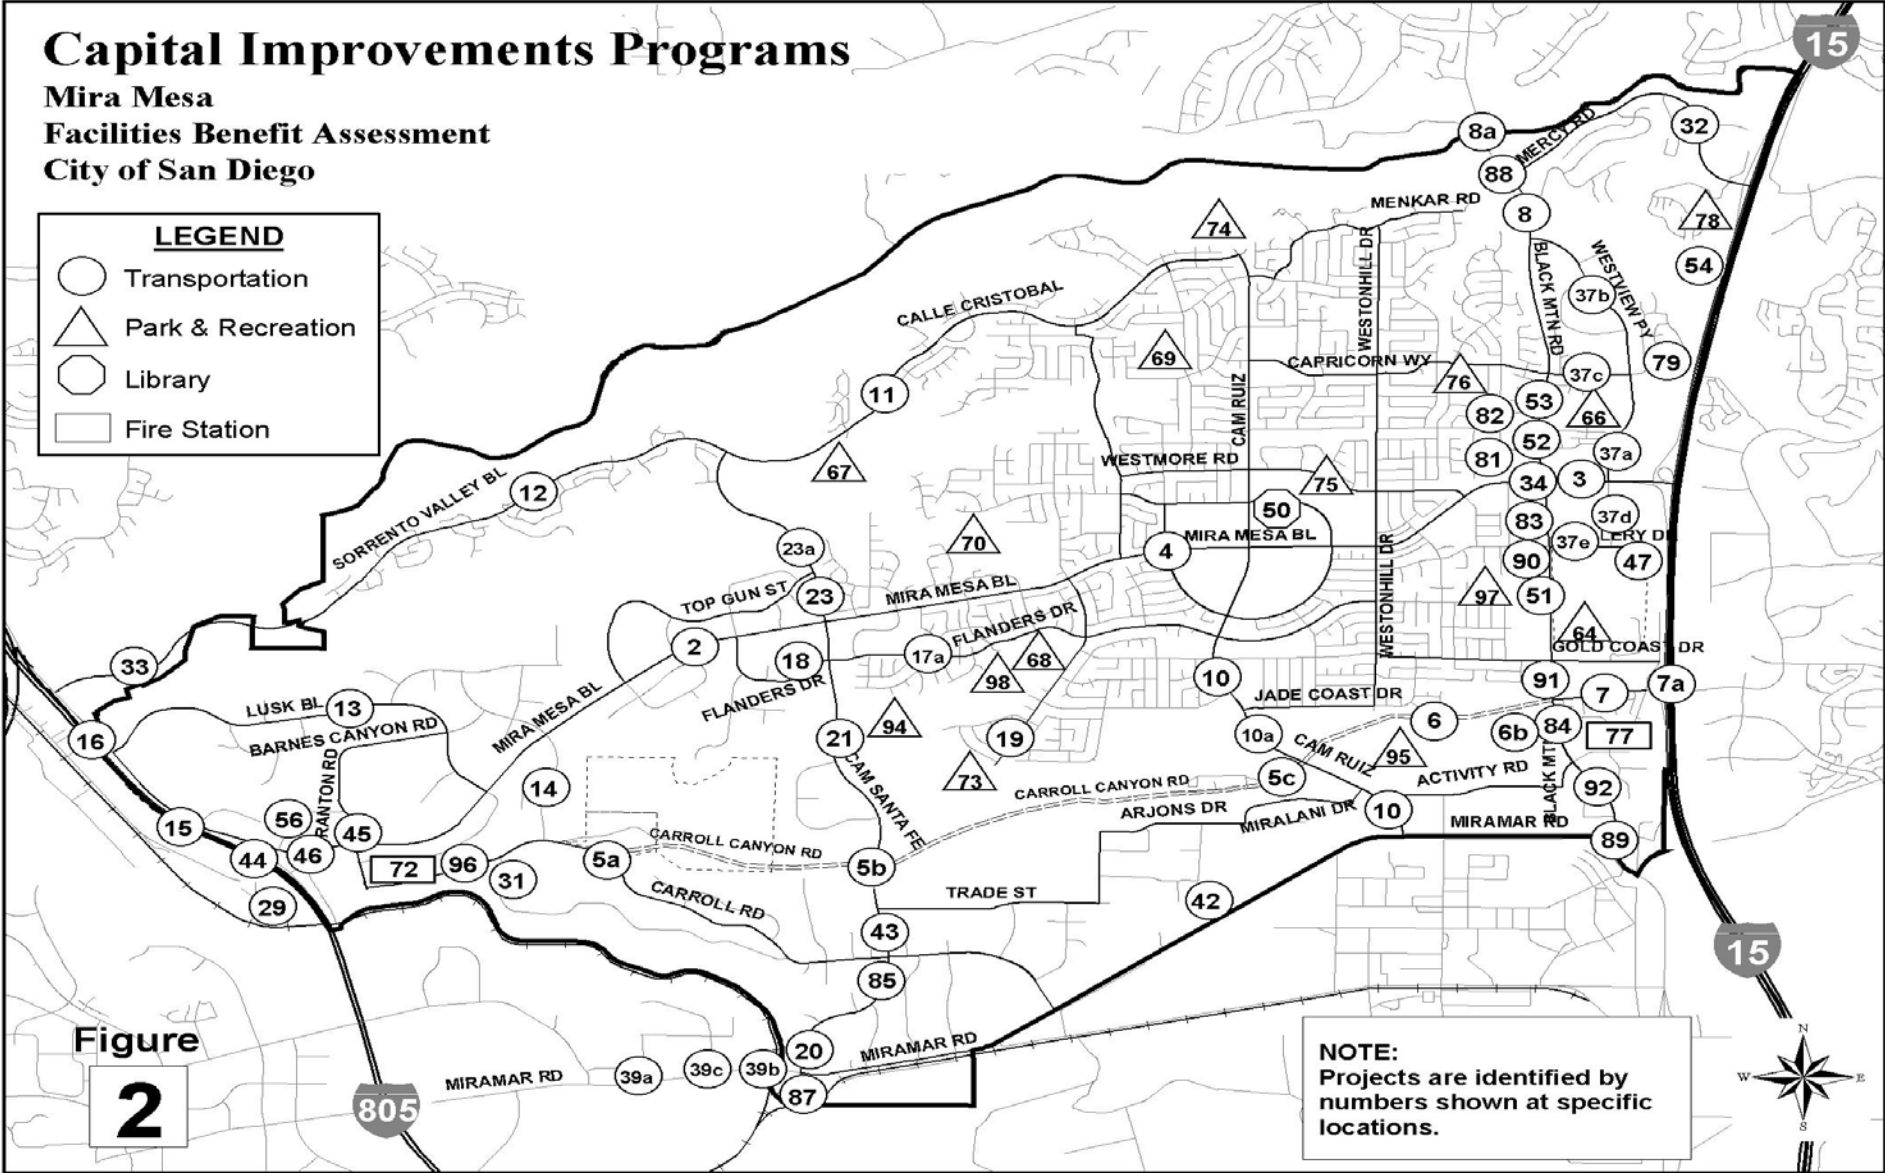 Capital Improvements Programs
Mira Mesa
Facilities Benefit Assessment
City of San Diego
LEGEND
Transportation
Park & Recreation
Library
Fire Station
15
8a
MERCY RD
32
88
MENKAR RD
8
74
78
WESTONHILL DR
BLACK MTN RD
WESTVIEW PY
54
37b
CALLE CRISTOBAL
69
CAPRICORN WY
79
76
37c
11
CAM RUIZ
53
82
66
52
37a
WESTMORE RD
81
67
75
34
3
SORRENTO VALLEY BL
12
50
83
37d
MIRA MESA BL
37e
LERY D
70
23a
4
90
47
WESTONHILL DR
TOP GUN ST
23
MIRA MESA BL
97
51
FLANDERS DR
64
2
GOLD COAST DR
33
18
17a
68
98
10
91
7a
FLANDERS DR
JADE COAST DR
7
LUSK BL
13
BARNES CANYON RD
MIRA MESA BL
94
6
84
6b
77
16
21
19
10a
CAM RUIZ
95
RANTON RD
CAM SANTA FE
73
5c
ACTIVITY RD
BLACK MT
14
CARROLL CANYON RD
92
56
ARJONS DR
10
MIRALANI DR
MIRAMAR RD
15
45
CARROLL CANYON RD
89
44
46
72
96
5a
5b
31
CARROLL RD
TRADE ST
42
29
43
15
85
Figure
2
MIRAMAR RD
805
39a
39c
39b
20
MIRAMAR RD
87
NOTE:
Projects are identified by
numbers shown at specific
locations.
N
W
E
S